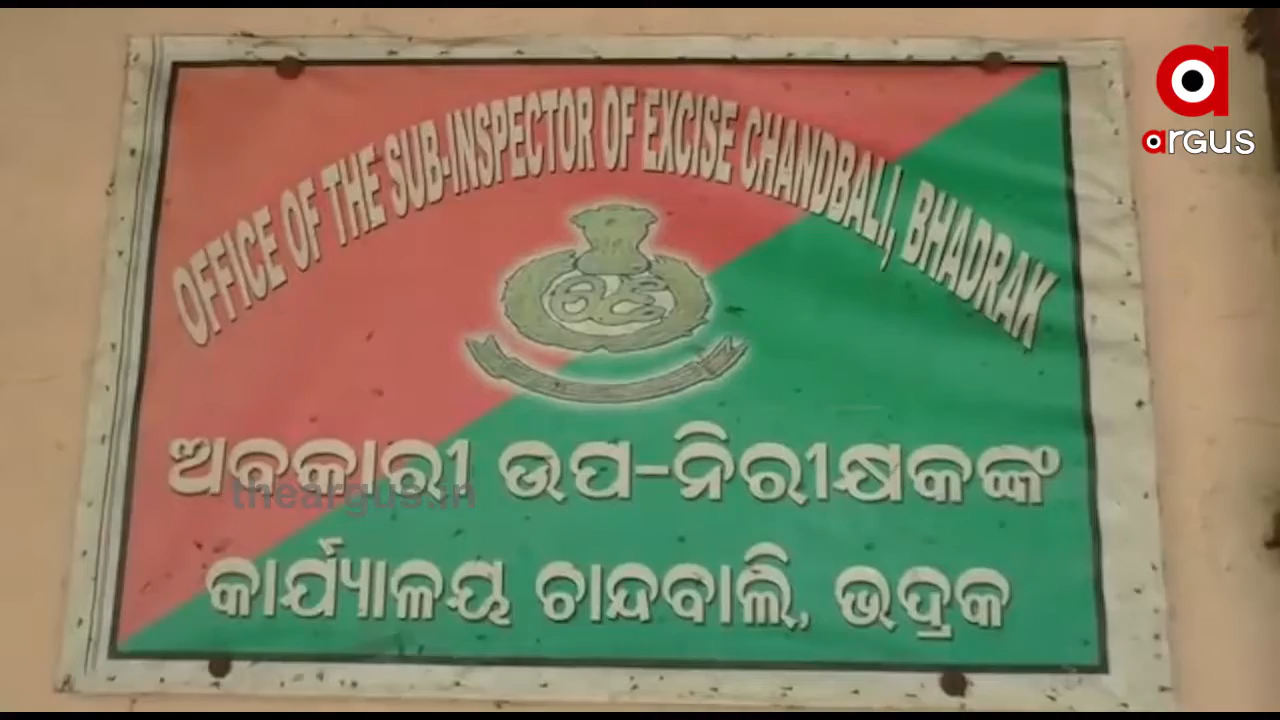 argus
OFFICE OF THE SUB-INSPECTOR OF EXCISE CHANDBALI, BHADRAK
ଅବକାରୀ ଉପ-ନିରୀକ୍ଷକଙ୍କ
theargus.in
କାର୍ଯ୍ୟାଳୟ ଚାନ୍ଦବାଲି, ଭଦ୍ରକ